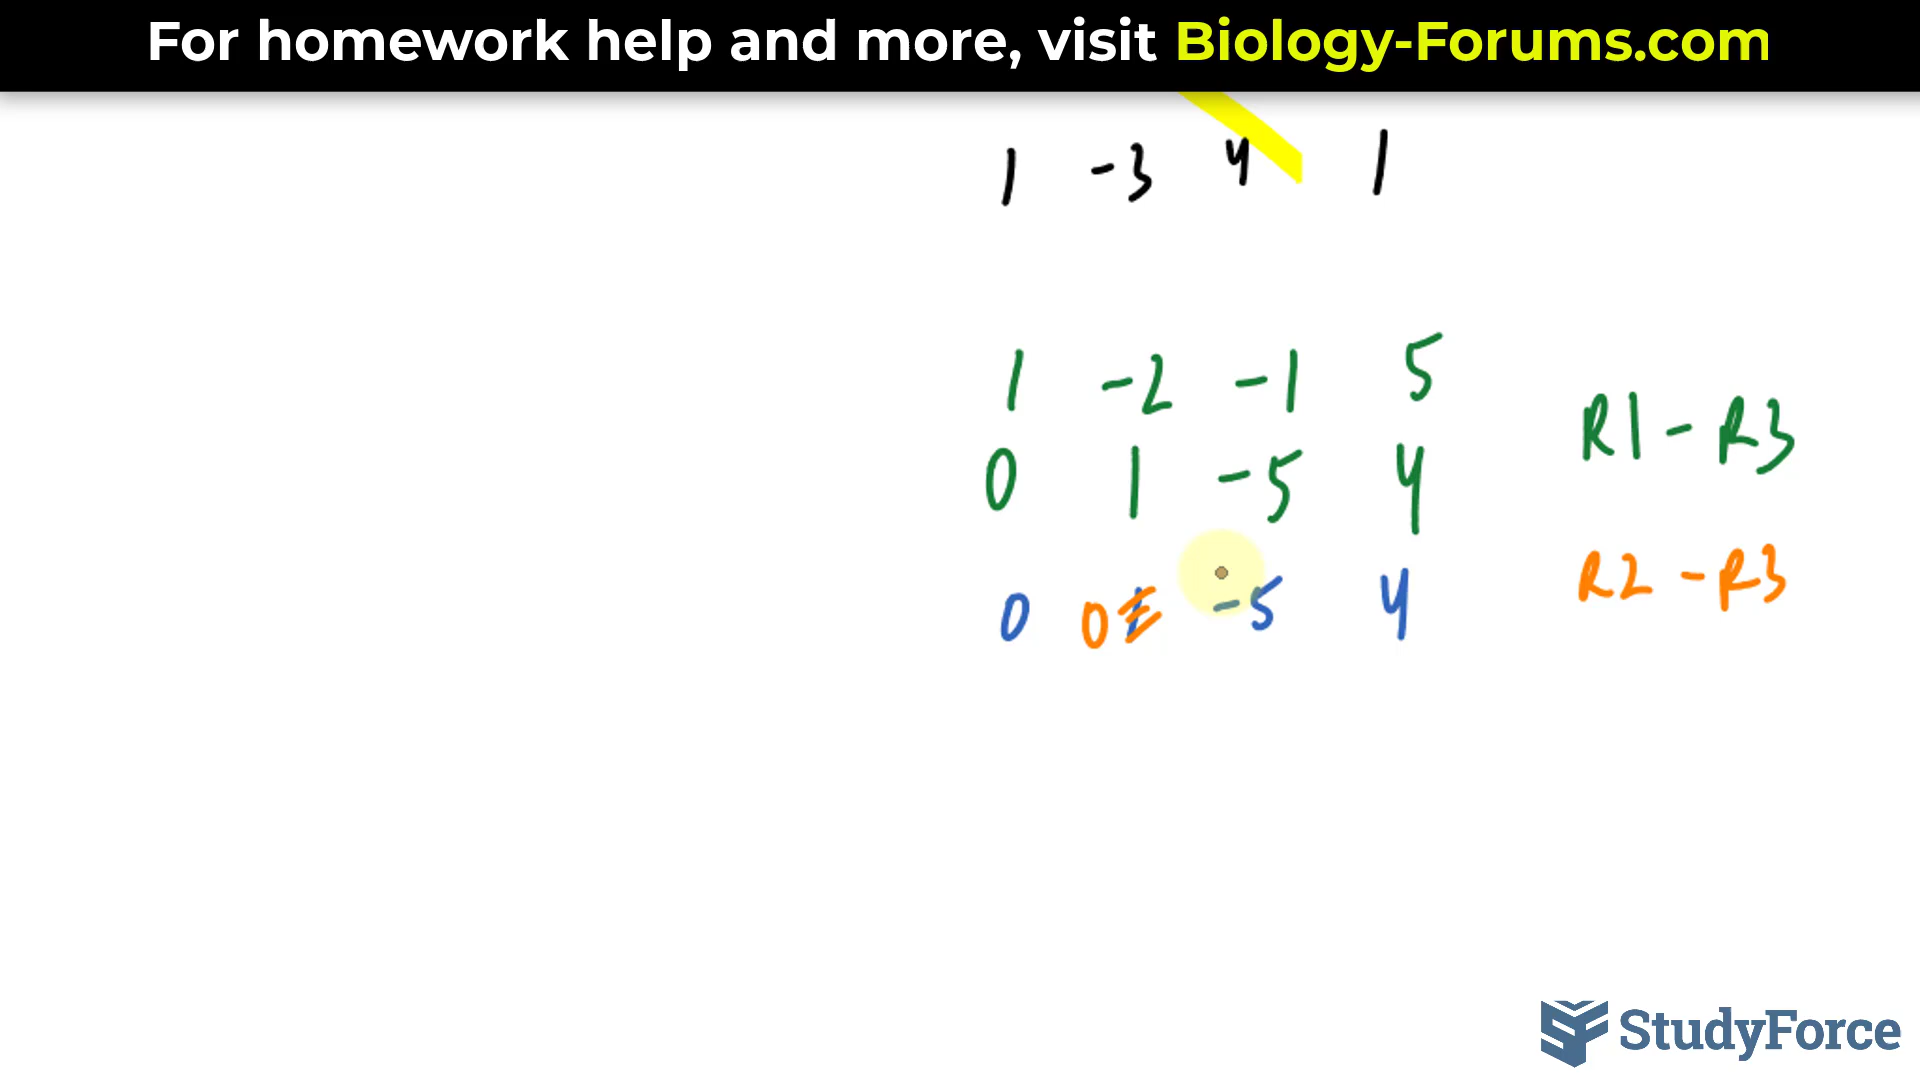 For homework help and more, visit Biology-Forums.com
1 -3 4 1
1 -2 -1 5
R1 - R3
0 1 -5 4
R2 - R3
0 0 -5 4
StudyForce